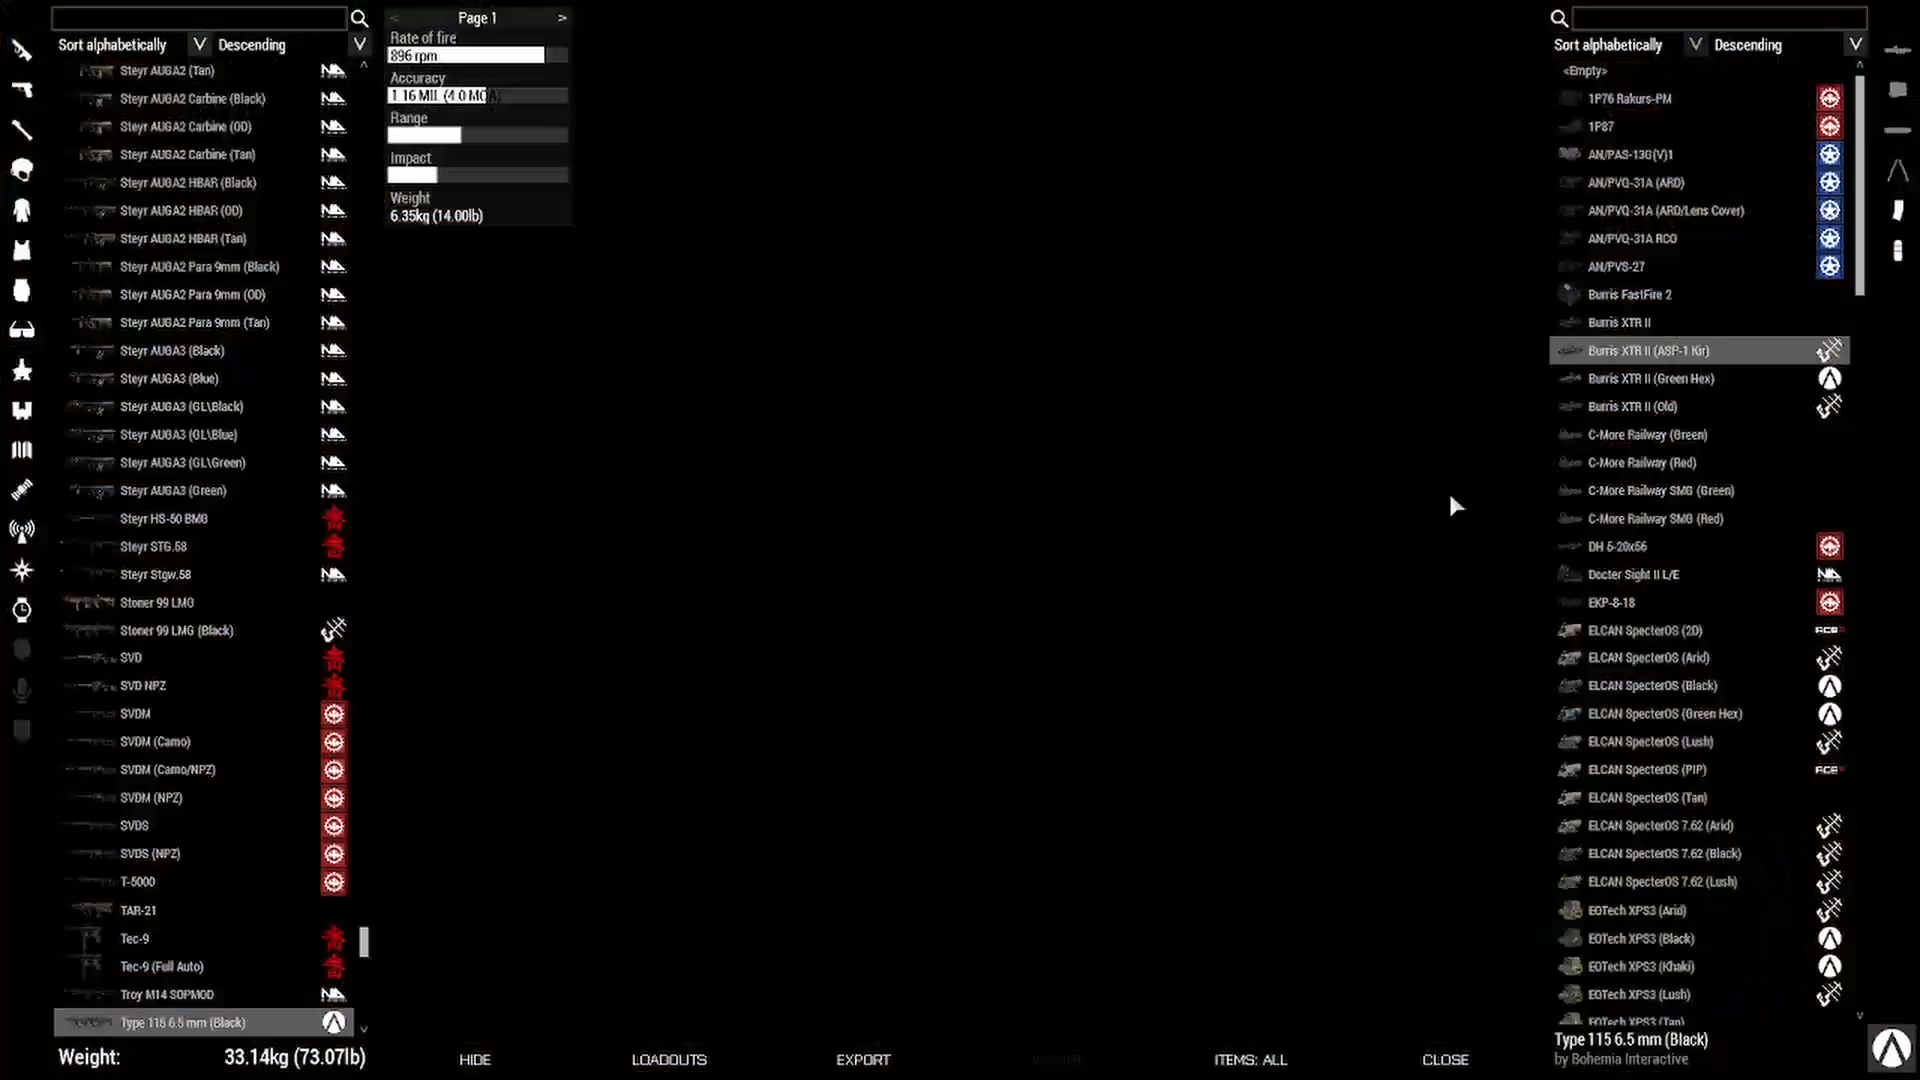 Sort alphabetically
Descending
Steyr AUGA2 (Tan)
Steyr AUGA2 Carbine (Black)
Steyr AUGA2 Carbine (OD)
Steyr AUGA2 Carbine (Tan)
Steyr AUGA2 HBAR (Black)
Steyr AUGA2 HBAR (OD)
Steyr AUGA2 HBAR (Tan)
Steyr AUGA2 Para 9mm (Black)
Steyr AUGA2 Para 9mm (OD)
Steyr AUGA2 Para 9mm (Tan)
Steyr AUGA3 (Black)
Steyr AUGA3 (Blue)
Steyr AUGA3 (GL\Black)
Steyr AUGA3 (GL\Blue)
Steyr AUGA3 (GL\Green)
Steyr AUGA3 (Green)
Steyr HS-50 BMG
Steyr STG.58
Steyr Stgw.58
Stoner 99 LMG
Stoner 99 LMG (Black)
SVD
SVD NPZ
SVDM
SVDM (Camo)
SVDM (Camo/NPZ)
SVDM (NPZ)
SVDS
SVDS (NPZ)
T-5000
TAR-21
Tec-9
Tec-9 (Full Auto)
Troy M14 SOPMOD
Type 115 6.5 mm (Black)
Weight: 33.14kg (73.07lb)
< Page 1 >
Rate of fire
896 rpm
Accuracy
1.16 MIL (4.0 MOA)
Range
Impact
Weight
6.35kg (14.00lb)
HIDE
LOADOUTS
EXPORT
ITEMS: ALL
CLOSE
Sort alphabetically
Descending
<Empty>
1P76 Rakurs-PM
1P87
AN/PAS-13G(V)1
AN/PVQ-31A (ARD)
AN/PVQ-31A (ARD/Lens Cover)
AN/PVQ-31A RCO
AN/PVS-27
Burris FastFire 2
Burris XTR II
Burris XTR II (ASP-1 Kir)
Burris XTR II (Green Hex)
Burris XTR II (Old)
C-More Railway (Green)
C-More Railway (Red)
C-More Railway SMG (Green)
C-More Railway SMG (Red)
DH 5-20x56
Docter Sight II L/E
EKP-8-18
ELCAN SpecterOS (2D)
ELCAN SpecterOS (Arid)
ELCAN SpecterOS (Black)
ELCAN SpecterOS (Green Hex)
ELCAN SpecterOS (Lush)
ELCAN SpecterOS (PIP)
ELCAN SpecterOS (Tan)
ELCAN SpecterOS 7.62 (Arid)
ELCAN SpecterOS 7.62 (Black)
ELCAN SpecterOS 7.62 (Lush)
EOTech XPS3 (Arid)
EOTech XPS3 (Black)
EOTech XPS3 (Khaki)
EOTech XPS3 (Lush)
EOTech XPS3 (Tan)
Type 115 6.5 mm (Black)
by Bohemia Interactive